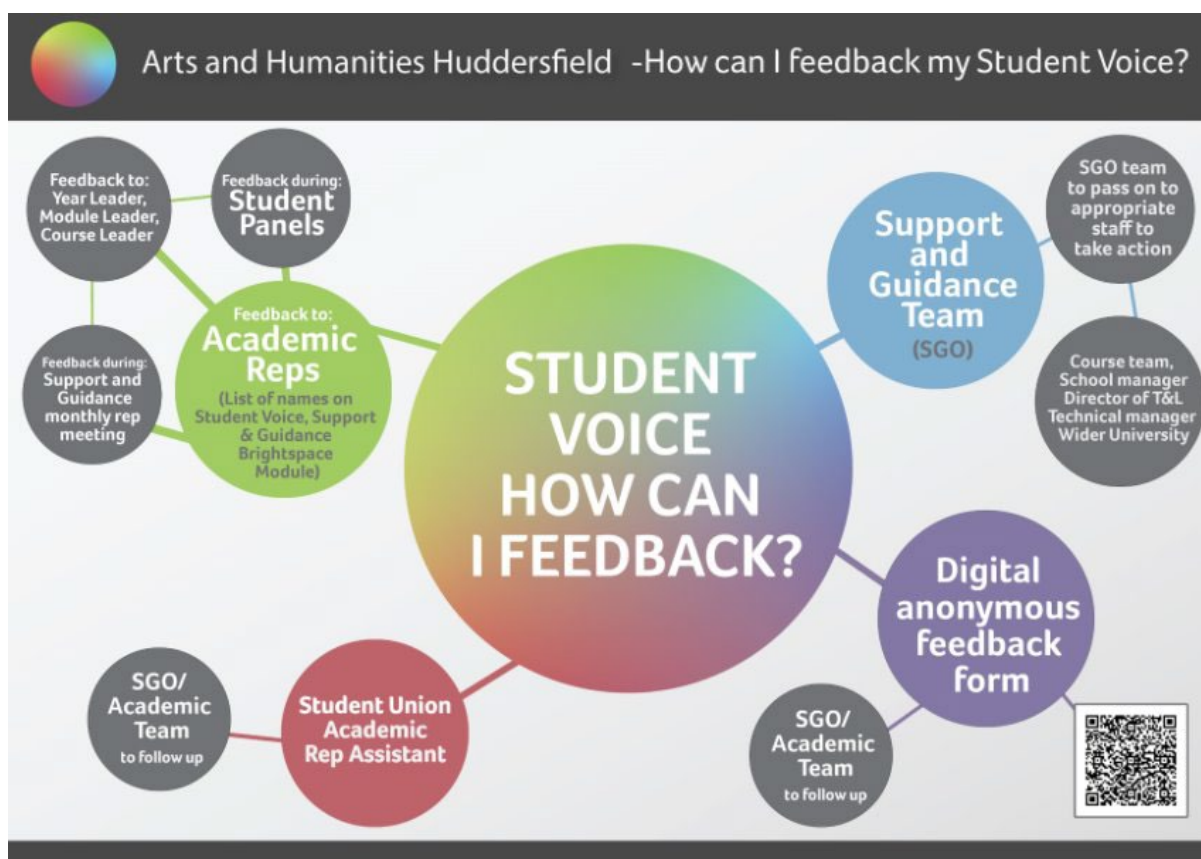 Arts and Humanities Huddersfield -How can I feedback my Student Voice?
Feedback to:
Year Leader,
Module Leader,
Course Leader
Feedback during:
Student
Panels
Feedback to:
Academic
Reps
(List of names on
Student Voice, Support
& Guidance
Brightspace
Module)
Feedback during:
Support and
Guidance
monthly rep
meeting
STUDENT
VOICE
HOW CAN
I FEEDBACK?
Support
and
Guidance
Team
(SGO)
SGO team
to pass on to
appropriate
staff to
take action
Course team,
School manager
Director of T&L
Technical manager
Wider University
Digital
anonymous
feedback
form
SGO/
Academic
Team
to follow up
Student Union
Academic
Rep Assistant
SGO/
Academic
Team
to follow up